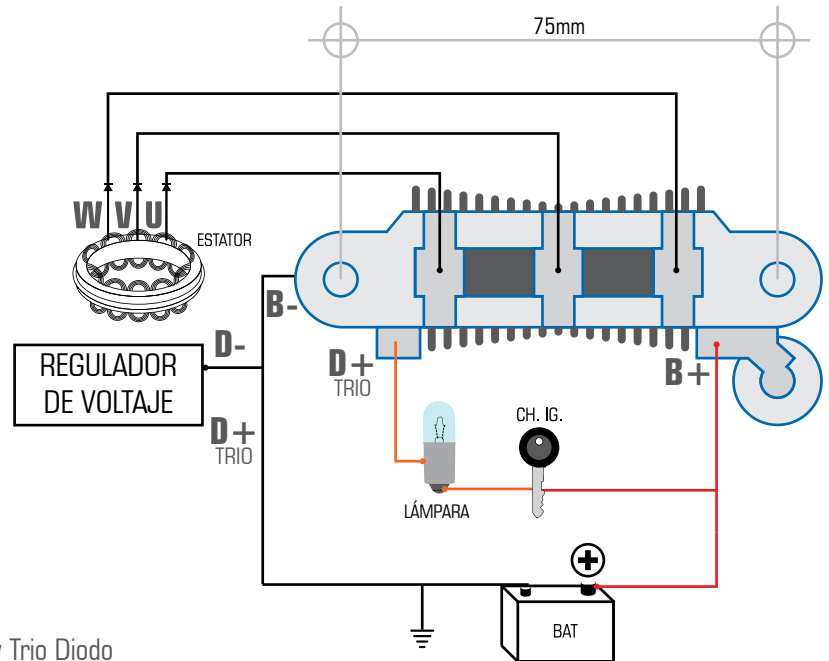 75mm
W V U
ESTATOR
B-
D-
REGULADOR
DE VOLTAJE
D+
TRIO
D+
TRIO
B+
CH. IG.
LÁMPARA
+
BAT
Trio Diodo